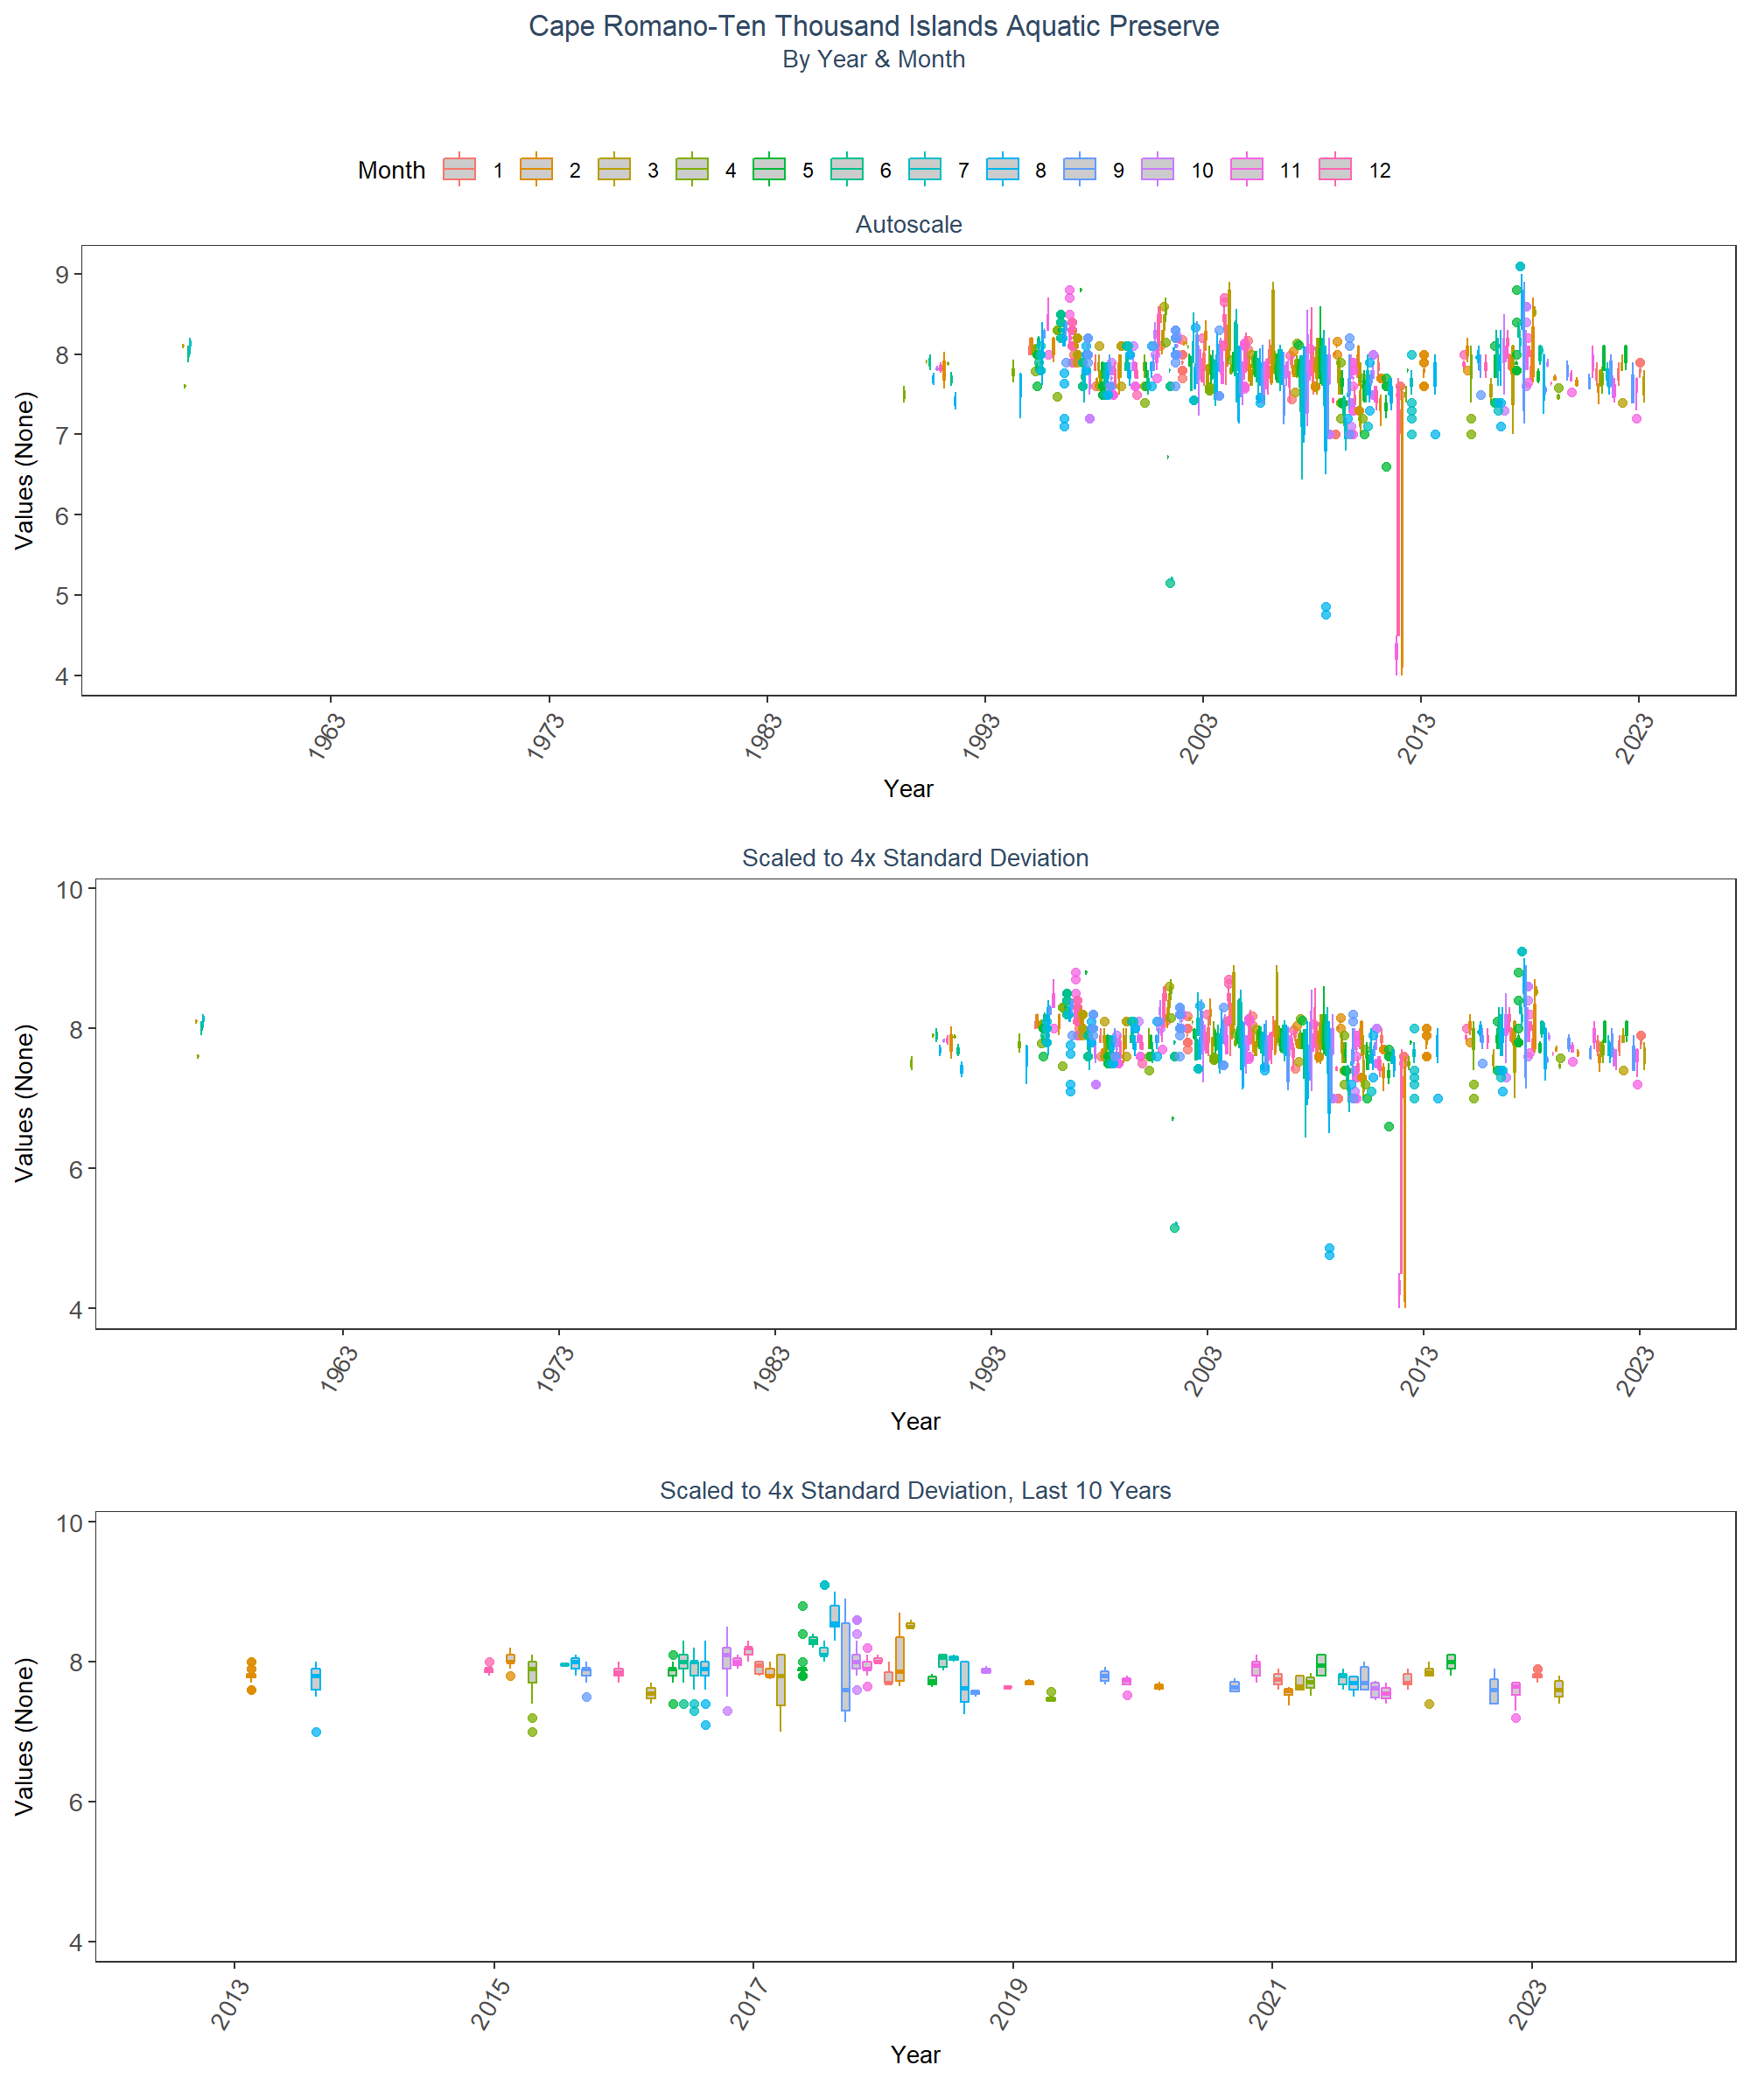 Cape Romano-Ten Thousand Islands Aquatic Preserve
By Year & Month
Month 1 2 3 4 5 6 7 8 9 10 11 12
Autoscale
Values (None)
9
8
7
6
5
4
1963 1973 1983 1993 2003 2013 2023
Year
Scaled to 4x Standard Deviation
Values (None)
10
8
6
4
1963 1973 1983 1993 2003 2013 2023
Year
Scaled to 4x Standard Deviation, Last 10 Years
Values (None)
10
8
6
4
2013 2015 2017 2019 2021 2023
Year